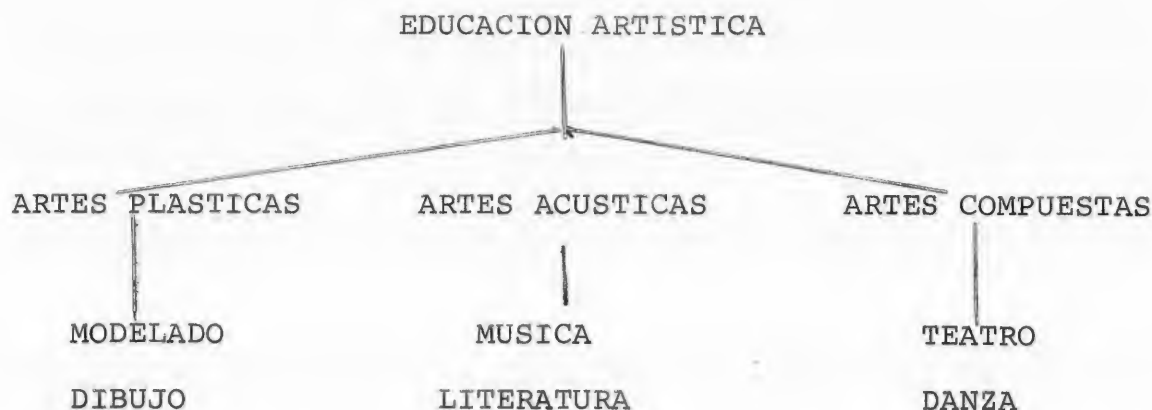 EDUCACION ARTISTICA
ARTES PLASTICAS ARTES ACUSTICAS ARTES COMPUESTAS
MODELADO MUSICA TEATRO
DIBUJO LITERATURA DANZA